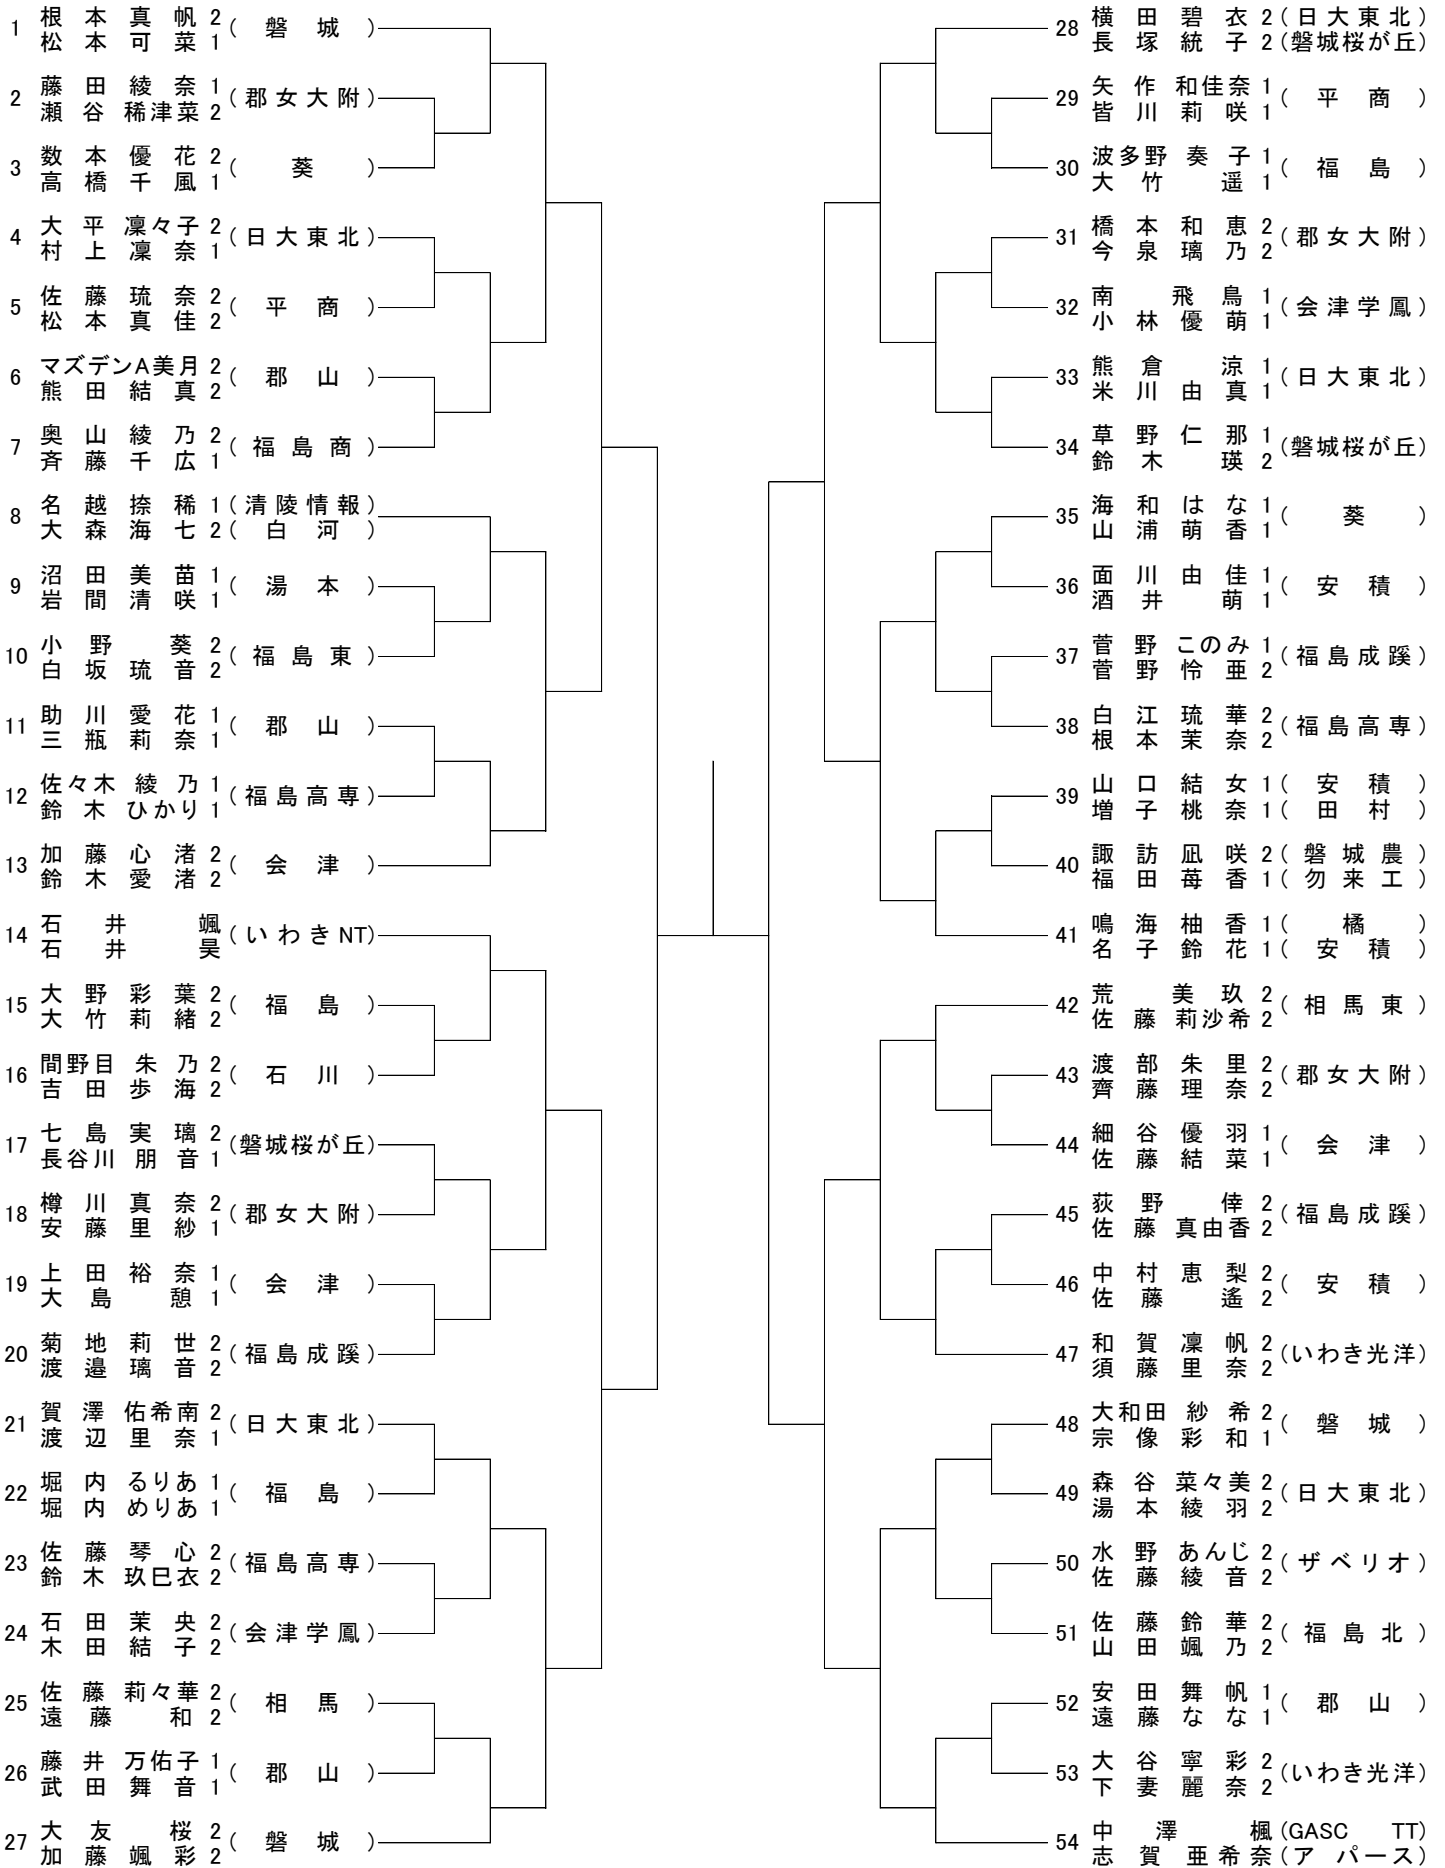 1 根本真帆 2 (磐城)
松本可菜 1
2 藤田綾奈 1 (郡女大附)
瀬谷稀津菜 2
3 数本優花 2 (葵)
高橋千風 1
4 大平凜々子 2 (日大東北)
村上凜奈 1
5 佐藤琉奈 2 (平商)
松本真佳 2
6 マズデンA美月 2 (郡山)
熊田結真 2
7 奥山綾乃 2 (福島商)
斉藤千広 1
8 名越捺稀 1 (清陵情報)
大森海七 2 (白河)
9 沼田美苗 1 (湯本)
岩間清咲 1
10 小野葵 2 (福島東)
白坂琉音 2
11 助川愛花 1 (郡山)
三瓶莉奈 1
12 佐々木綾乃 1 (福島高専)
鈴木ひかり 1
13 加藤心渚 2 (会津)
鈴木愛渚 2
14 石井颯 (いわきNT)
石井昊
15 大野彩葉 2 (福島)
大竹莉緒 2
16 間野目朱乃 2 (石川)
吉田歩海 2
17 七島実璃 2 (磐城桜が丘)
長谷川朋音 1
18 樽川真奈 2 (郡女大附)
安藤里紗 1
19 上田裕奈 1 (会津)
大島憩 1
20 菊地莉世 2 (福島成蹊)
渡邉璃音 2
21 賀澤佑希南 2 (日大東北)
渡辺里奈 1
22 堀内るりあ 1 (福島)
堀内めりあ 1
23 佐藤琴心 2 (福島高専)
鈴木玖巳衣 2
24 石田茉央 2 (会津学鳳)
木田結子 2
25 佐藤莉々華 2 (相馬)
遠藤和 2
26 藤井万佑子 1 (郡山)
武田舞音 1
27 大友桜 2 (磐城)
加藤颯彩 2
28 横田碧衣 2 (日大東北)
長塚統子 2 (磐城桜が丘)
29 矢作和佳奈 1 (平商)
皆川莉咲 1
30 波多野奏子 1 (福島)
大竹遥 1
31 橋本和恵 2 (郡女大附)
今泉璃乃 2
32 南飛鳥 1 (会津学鳳)
小林優萌 1
33 熊倉涼 1 (日大東北)
米川由真 1
34 草野仁那 1 (磐城桜が丘)
鈴木瑛 2
35 海和はな 1 (葵)
山浦萌香 1
36 面川由佳 1 (安積)
酒井萌 1
37 菅野このみ 1 (福島成蹊)
菅野怜亜 2
38 白江琉華 2 (福島高専)
根本茉奈 2
39 山口結女 1 (安積)
増子桃奈 1 (田村)
40 諏訪凪咲 2 (磐城農)
福田苺香 1 (勿来工)
41 鳴海柚香 1 (橘)
名子鈴花 1 (安積)
42 荒美玖 2 (相馬東)
佐藤莉沙希 2
43 渡部朱里 2 (郡女大附)
齊藤理奈 2
44 細谷優羽 1 (会津)
佐藤結菜 1
45 荻野倖 2 (福島成蹊)
佐藤真由香 2
46 中村恵梨 2 (安積)
佐藤遙 2
47 和賀凜帆 2 (いわき光洋)
須藤里奈 2
48 大和田紗希 2 (磐城)
宗像彩和 1
49 森谷菜々美 2 (日大東北)
湯本綾羽 2
50 水野あんじ 2 (ザベリオ)
佐藤綾音 2
51 佐藤鈴華 2 (福島北)
山田颯乃 2
52 安田舞帆 1 (郡山)
遠藤なな 1
53 大谷寧彩 2 (いわき光洋)
下妻麗奈 2
54 中澤楓 (GASC TT)
志賀亜希奈 (アパース)